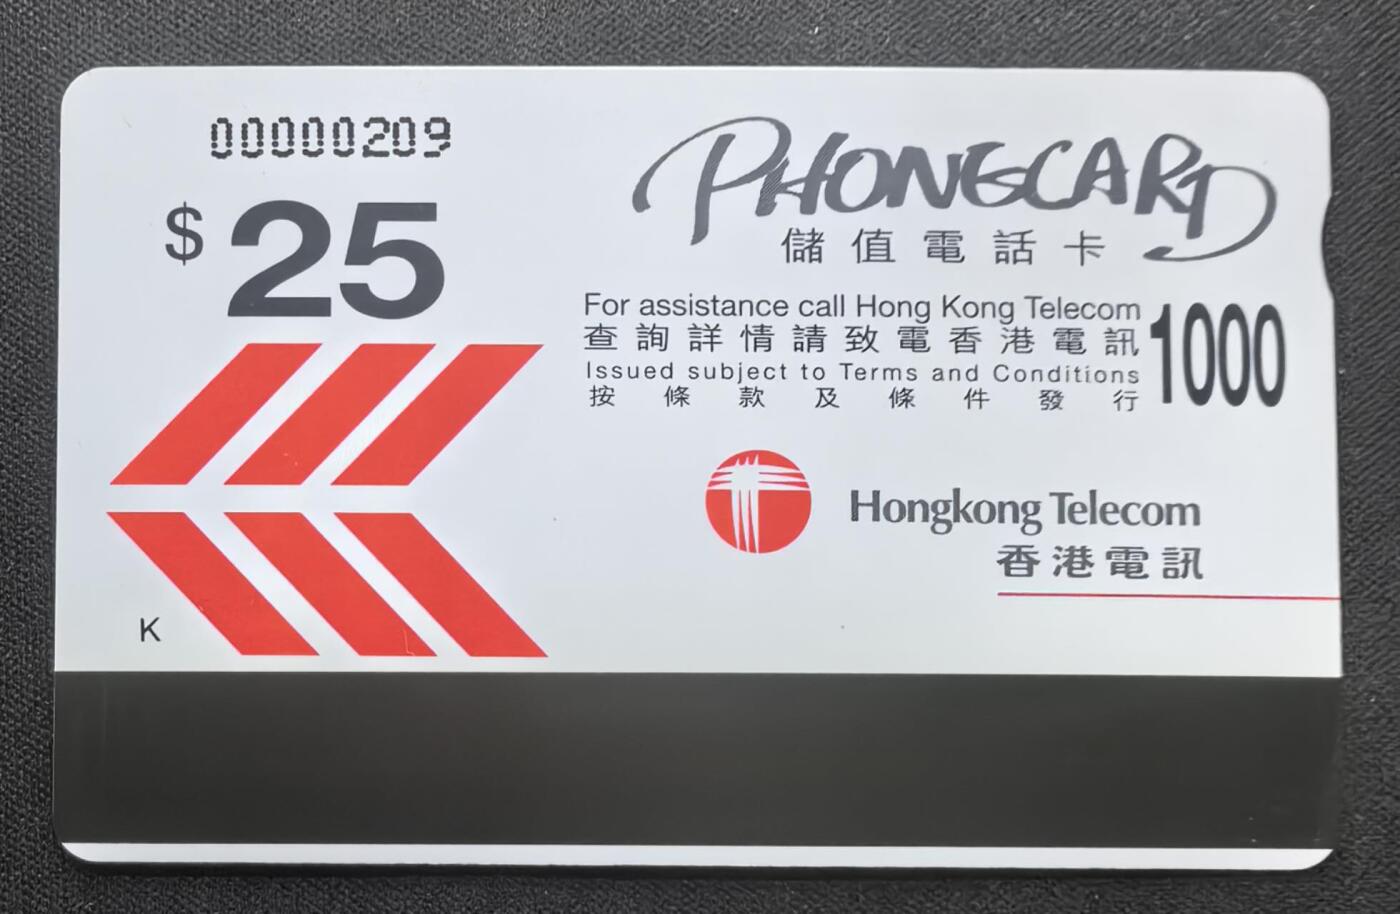 00000209
$25
PHONECARD
儲值電話卡
For assistance call Hong Kong Telecom
查詢詳情請致電香港電訊
1000
Issued subject to Terms and Conditions
按條款及條件發行
Hongkong Telecom
香港電訊
K